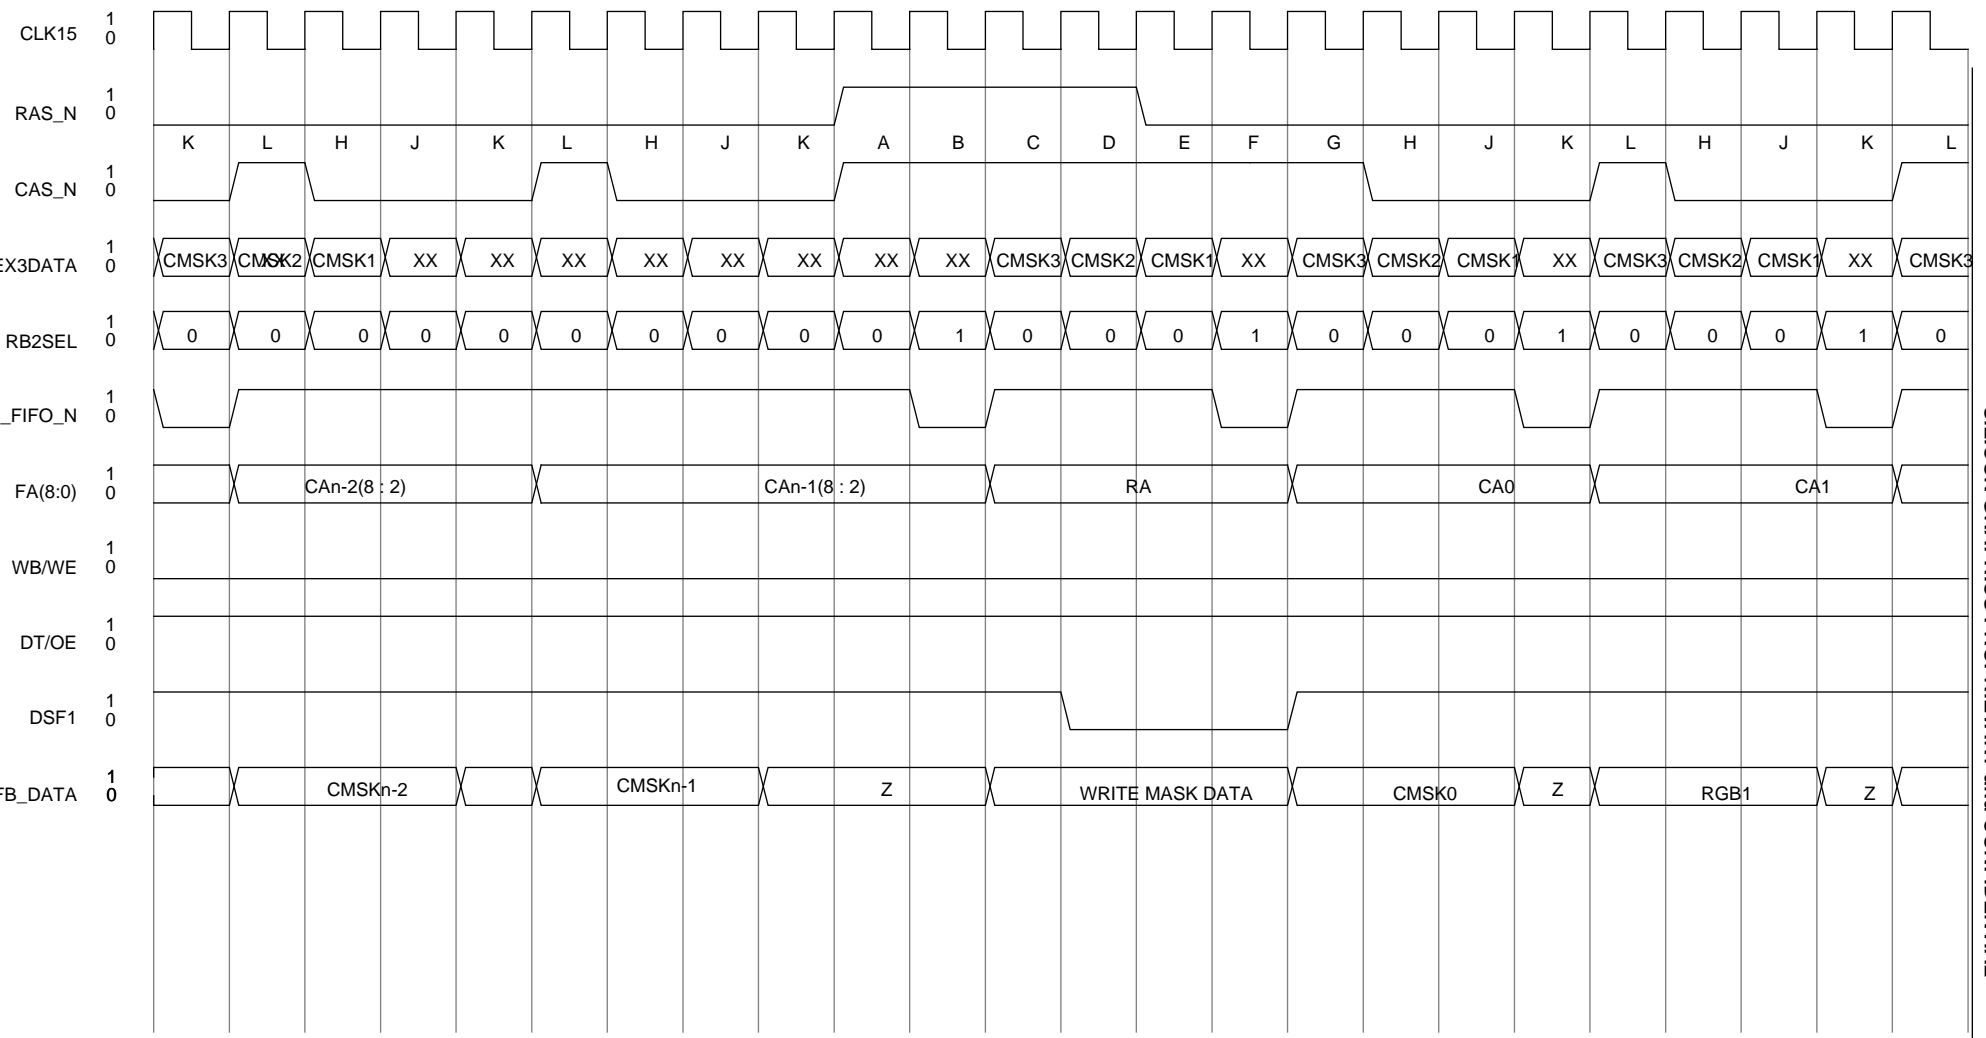 CLK15 1 0
RAS_N 1 0
K L H J K L H J K A B C D E F G H J K L H J K L
CAS_N 1 0
EX3DATA 1 0 CMSK3 CMSK2 XX CMSK1 XX XX XX XX XX XX XX XX CMSK3 CMSK2 CMSK1 XX CMSK3 CMSK2 CMSK1 XX CMSK3 CMSK2 CMSK1 XX CMSK3
RB2SEL 1 0 0 0 0 0 0 0 0 0 0 0 1 0 0 0 1 0 0 0 1 0 0 0 1 0
_FIFO_N 1 0
FA(8:0) 1 0 CAn-2(8 : 2) CAn-1(8 : 2) RA CA0 CA1
WB/WE 1 0
DT/OE 1 0
DSF1 1 0
FB_DATA 1 0 CMSKn-2 CMSKn-1 Z WRITE MASK DATA CMSK0 Z RGB1 Z